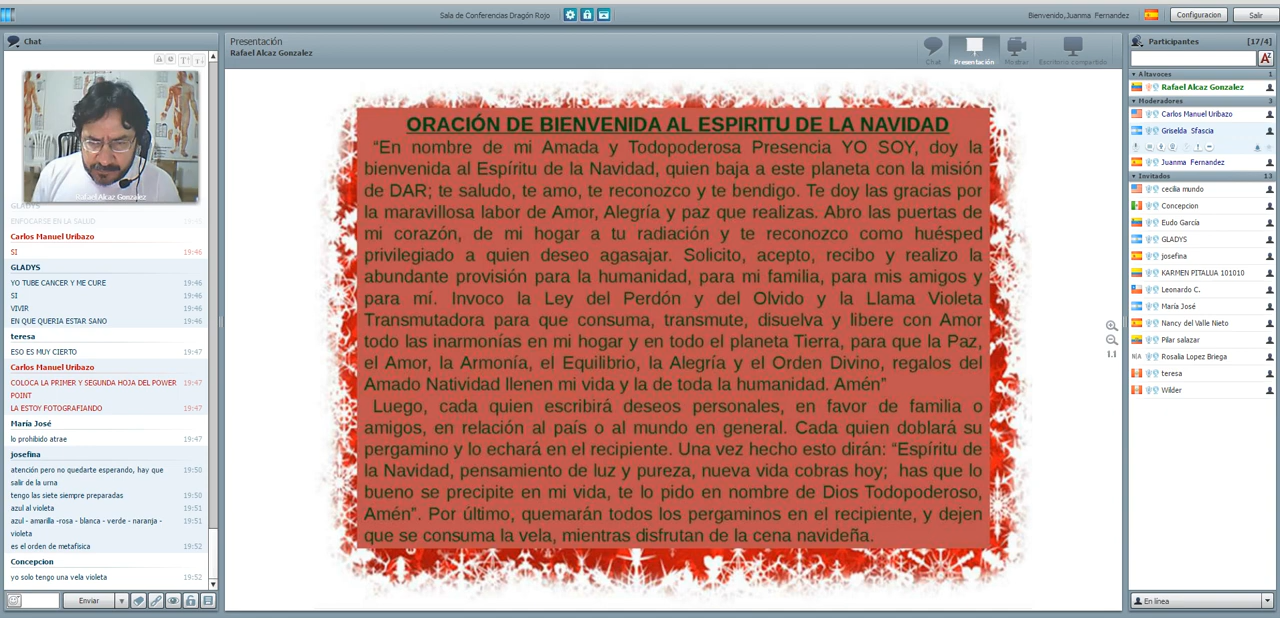 Sala de Conferencias Dragón Rojo
Bienvenido,Juanma Fernandez
Configuracion
Salir
Chat
Rafael Alcaz Gonzalez
GLADYS
ENFOCARSE EN LA SALUD 19:45
Carlos Manuel Uribazo
SI 19:46
GLADYS
YO TUBE CANCER Y ME CURE 19:46
SI 19:46
VIVIR 19:46
EN QUE QUERIA ESTAR SANO 19:46
teresa
ESO ES MUY CIERTO 19:47
Carlos Manuel Uribazo
COLOCA LA PRIMER Y SEGUNDA HOJA DEL POWER 19:47
POINT
LA ESTOY FOTOGRAFIANDO 19:47
María José
lo prohibido atrae 19:47
josefina
atención pero no quedarte esperando, hay que 19:50
salir de la urna
tengo las siete siempre preparadas 19:50
azul al violeta 19:51
azul - amarilla -rosa - blanca - verde - naranja - 19:51
violeta
es el orden de metafisica 19:52
Concepcion
yo solo tengo una vela violeta 19:52
Enviar
Presentación
Rafael Alcaz Gonzalez
Chat
Presentación
Mostrar
Escritorio compartido
ORACIÓN DE BIENVENIDA AL ESPIRITU DE LA NAVIDAD
“En nombre de mi Amada y Todopoderosa Presencia YO SOY, doy la
bienvenida al Espíritu de la Navidad, quien baja a este planeta con la misión
de DAR; te saludo, te amo, te reconozco y te bendigo. Te doy las gracias por
la maravillosa labor de Amor, Alegría y paz que realizas. Abro las puertas de
mi corazón, de mi hogar a tu radiación y te reconozco como huésped
privilegiado a quien deseo agasajar. Solicito, acepto, recibo y realizo la
abundante provisión para la humanidad, para mi familia, para mis amigos y
para mí. Invoco la Ley del Perdón y del Olvido y la Llama Violeta
Transmutadora para que consuma, transmute, disuelva y libere con Amor
todo las inarmonías en mi hogar y en todo el planeta Tierra, para que la Paz,
el Amor, la Armonía, el Equilibrio, la Alegría y el Orden Divino, regalos del
Amado Natividad llenen mi vida y la de toda la humanidad. Amén”
Luego, cada quien escribirá deseos personales, en favor de familia o
amigos, en relación al país o al mundo en general. Cada quien doblará su
pergamino y lo echará en el recipiente. Una vez hecho esto dirán: “Espíritu de
la Navidad, pensamiento de luz y pureza, nueva vida cobras hoy; has que lo
bueno se precipite en mi vida, te lo pido en nombre de Dios Todopoderoso,
Amén”. Por último, quemarán todos los pergaminos en el recipiente, y dejen
que se consuma la vela, mientras disfrutan de la cena navideña.
1.1
Participantes [17/4]
Altavoces 1
Rafael Alcaz Gonzalez
Moderadores 3
Carlos Manuel Uribazo
Griselda Sfascia
Juanma Fernandez
Invitados 13
cecilia mundo
Concepcion
Eudo García
GLADYS
josefina
KARMEN PITALUA 101010
Leonardo C.
María José
Nancy del Valle Nieto
Pilar salazar
N/A Rosalia Lopez Briega
teresa
Wilder
En línea